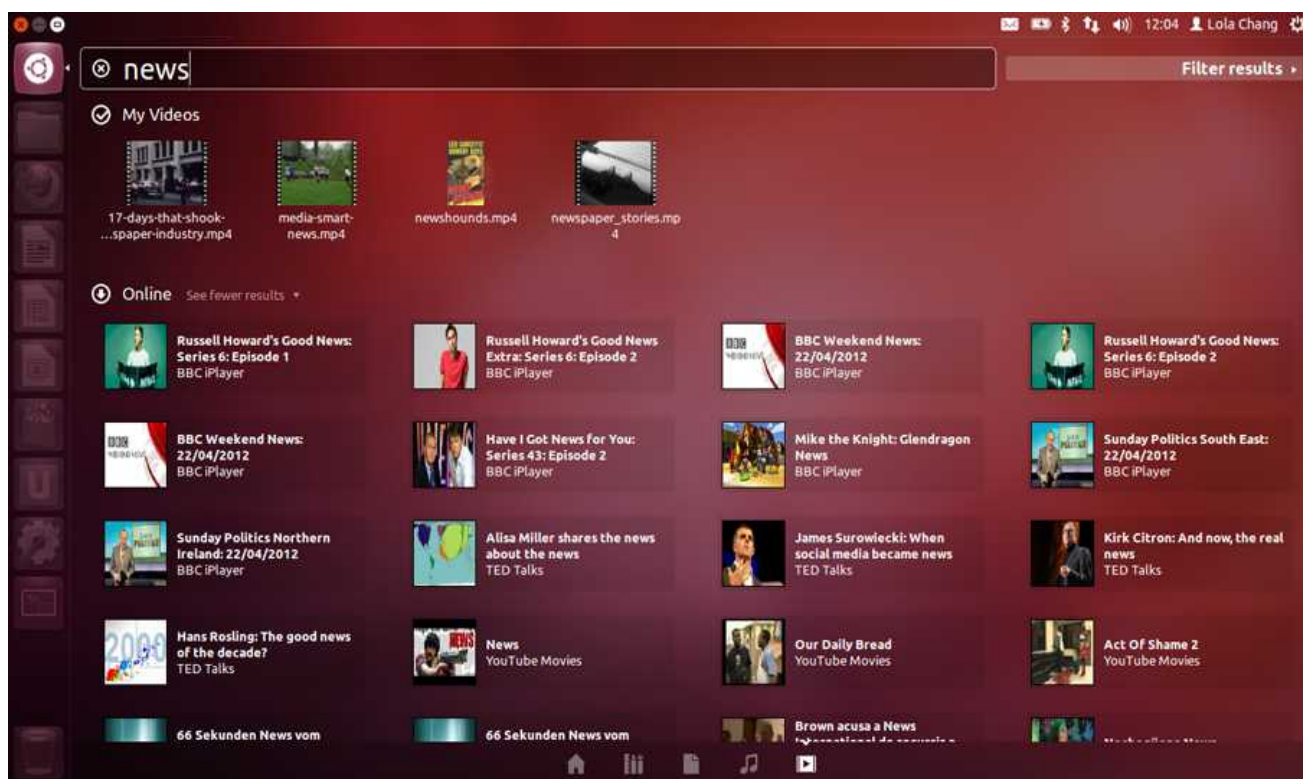 12:04 Lola Chang
news
Filter results
My Videos
17-days-that-shook-
...spaper-industry.mp4
media-smart-
news.mp4
newshounds.mp4
newspaper_stories.mp
4
Online See fewer results
Russell Howard's Good News:
Series 6: Episode 1
BBC iPlayer
Russell Howard's Good News
Extra: Series 6: Episode 2
BBC iPlayer
BBC Weekend News:
22/04/2012
BBC iPlayer
Russell Howard's Good News:
Series 6: Episode 2
BBC iPlayer
BBC Weekend News:
22/04/2012
BBC iPlayer
Have I Got News for You:
Series 43: Episode 2
BBC iPlayer
Mike the Knight: Glendragon
News
BBC iPlayer
Sunday Politics South East:
22/04/2012
BBC iPlayer
Sunday Politics Northern
Ireland: 22/04/2012
BBC iPlayer
Alisa Miller shares the news
about the news
TED Talks
James Surowiecki: When
social media became news
TED Talks
Kirk Citron: And now, the real
news
TED Talks
2000
Hans Rosling: The good news
of the decade?
TED Talks
NEWS
News
YouTube Movies
Our Daily Bread
YouTube Movies
Act Of Shame 2
YouTube Movies
66 Sekunden News vom
66 Sekunden News vom
Brown acusa a News